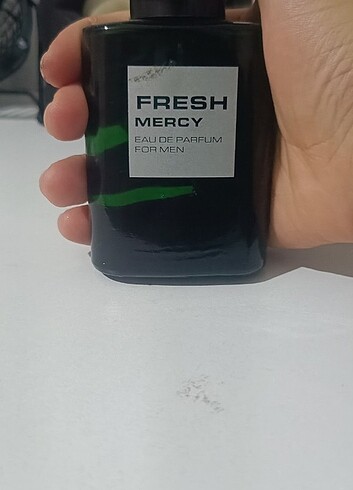 FRESH
MERCY
EAU DE PARFUM
FOR MEN